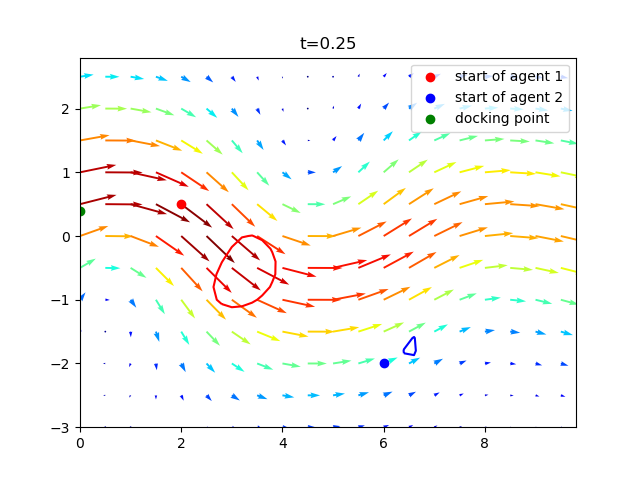 t=0.25
start of agent 1
start of agent 2
docking point
2
1
0
−1
−2
−3
0 2 4 6 8